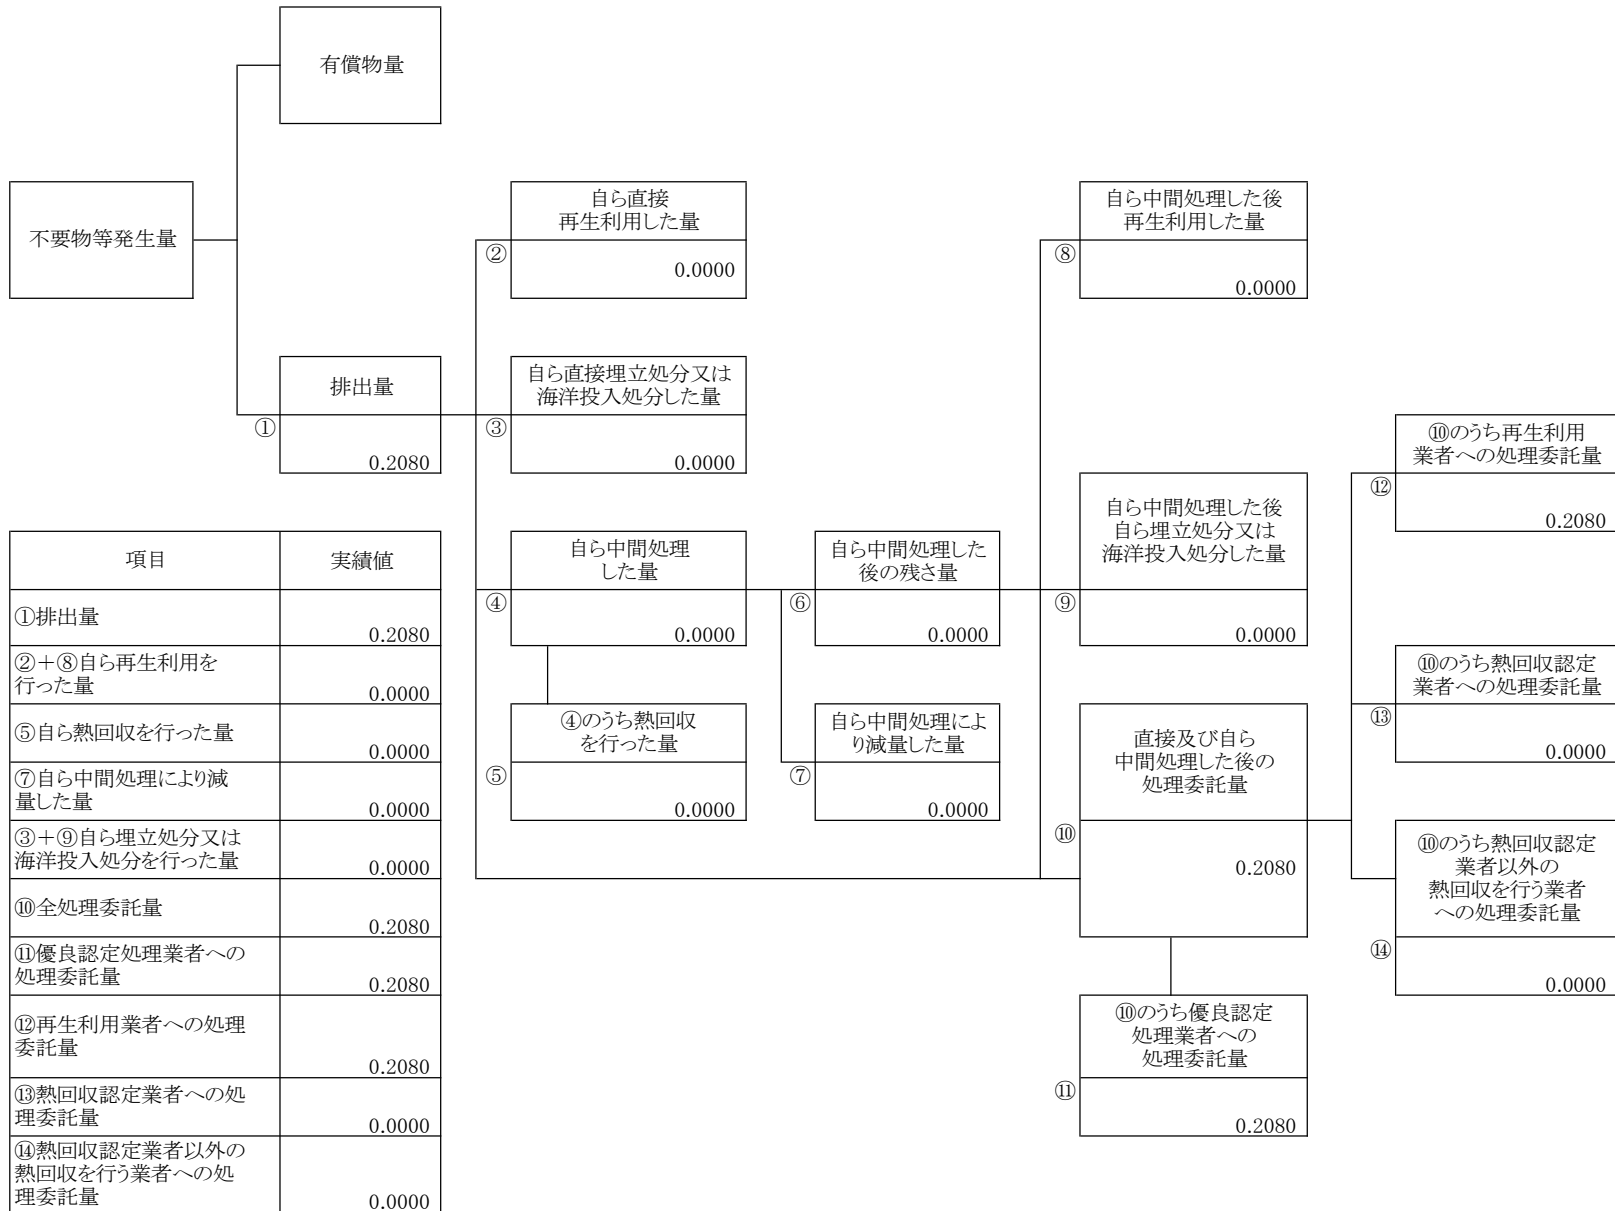 有償物量
不要物等発生量
自ら直接
再生利用した量
②
0.0000
自ら中間処理した後
再生利用した量
⑧
0.0000
排出量
①
0.2080
自ら直接埋立処分又は
海洋投入処分した量
③
0.0000
⑩のうち再生利用
業者への処理委託量
⑫
0.2080
自ら中間処理
した量
④
0.0000
自ら中間処理した
後の残さ量
⑥
0.0000
自ら中間処理した後
自ら埋立処分又は
海洋投入処分した量
⑨
0.0000
⑩のうち熱回収認定
業者への処理委託量
⑬
0.0000
④のうち熱回収
を行った量
⑤
0.0000
自ら中間処理によ
り減量した量
⑦
0.0000
直接及び自ら
中間処理した後の
処理委託量
⑩
0.2080
⑩のうち熱回収認定
業者以外の
熱回収を行う業者
への処理委託量
⑭
0.0000
⑩のうち優良認定
処理業者への
処理委託量
⑪
0.2080
項目 実績値
①排出量
0.2080
②+⑧自ら再生利用を
行った量
0.0000
⑤自ら熱回収を行った量
0.0000
⑦自ら中間処理により減
量した量
0.0000
③+⑨自ら埋立処分又は
海洋投入処分を行った量
0.0000
⑩全処理委託量
0.2080
⑪優良認定処理業者への
処理委託量
0.2080
⑫再生利用業者への処理
委託量
0.2080
⑬熱回収認定業者への処
理委託量
0.0000
⑭熱回収認定業者以外の
熱回収を行う業者への処
理委託量
0.0000